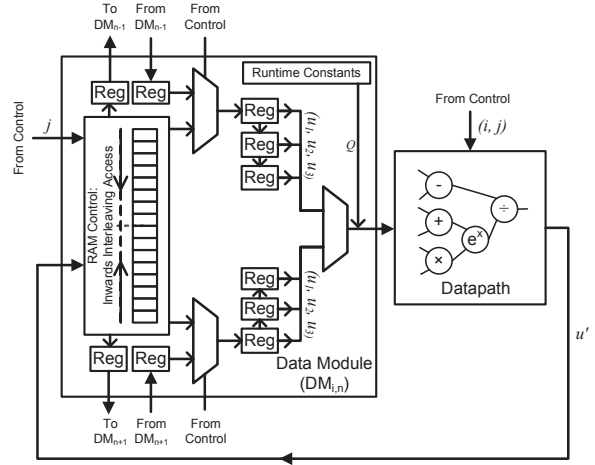 To
DMn-1
From
DMn-1
From
Control
Runtime Constants
Reg
Reg
Reg
Reg
Reg
(u1, u2, u3)
Q
From Control
j
RAM Control:
Inwards Interleaving Access
From Control
(i, j)
-
+
×
eˣ
÷
Datapath
u'
Reg
Reg
Reg
(u1, u2, u3)
Reg
Reg
Data Module
(DMi,n)
To
DMn+1
From
DMn+1
From
Control